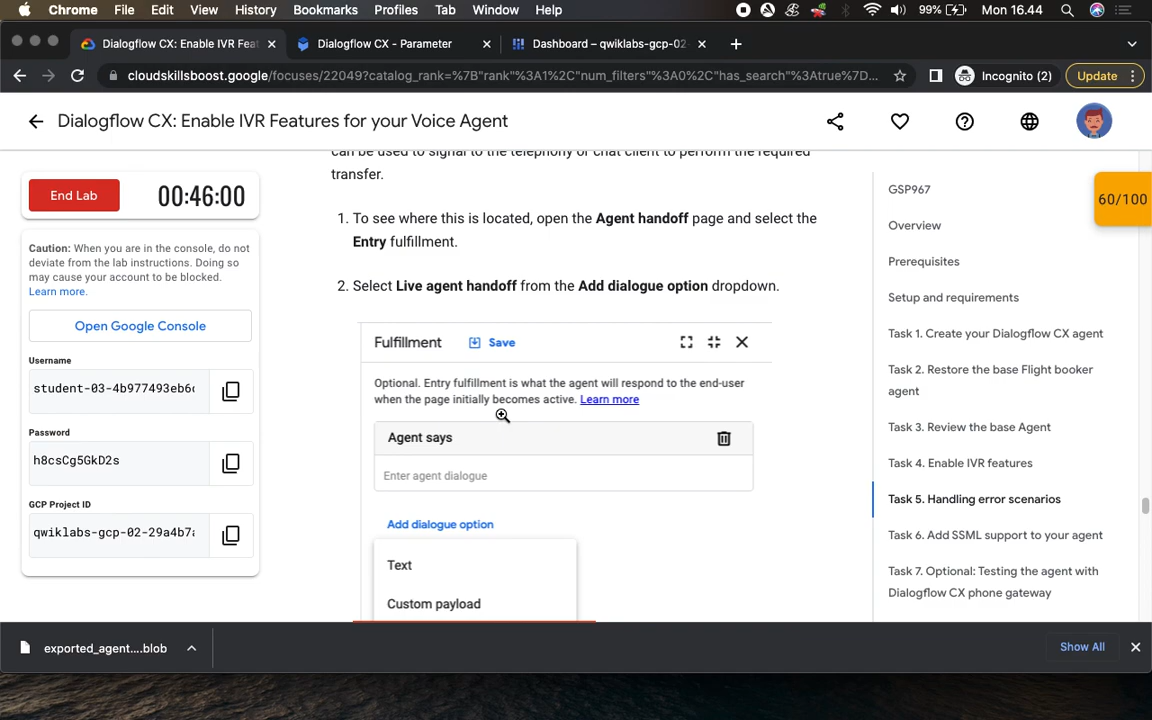 Chrome File Edit View History Bookmarks Profiles Tab Window Help 99% Mon 16.44
Dialogflow CX: Enable IVR Feat Dialogflow CX - Parameter Dashboard – qwiklabs-gcp-02
cloudskillsboost.google/focuses/22049?catalog_rank=%7B"rank"%3A1%2C"num_filters"%3A0%2C"has_search"%3Atrue%7D... Incognito (2) Update
Dialogflow CX: Enable IVR Features for your Voice Agent
End Lab 00:46:00
Caution: When you are in the console, do not
deviate from the lab instructions. Doing so
may cause your account to be blocked.
Learn more.
Open Google Console
Username
student-03-4b977493eb6c
Password
h8csCg5GkD2s
GCP Project ID
qwiklabs-gcp-02-29a4b7a
can be used to signal to the telephony or chat client to perform the required
transfer.
1. To see where this is located, open the Agent handoff page and select the
Entry fulfillment.
2. Select Live agent handoff from the Add dialogue option dropdown.
Fulfillment Save
Optional. Entry fulfillment is what the agent will respond to the end-user
when the page initially becomes active. Learn more
Agent says
Enter agent dialogue
Add dialogue option
Text
Custom payload
GSP967
Overview
Prerequisites
Setup and requirements
Task 1. Create your Dialogflow CX agent
Task 2. Restore the base Flight booker
agent
Task 3. Review the base Agent
Task 4. Enable IVR features
Task 5. Handling error scenarios
Task 6. Add SSML support to your agent
Task 7. Optional: Testing the agent with
Dialogflow CX phone gateway
60/100
exported_agent....blob Show All